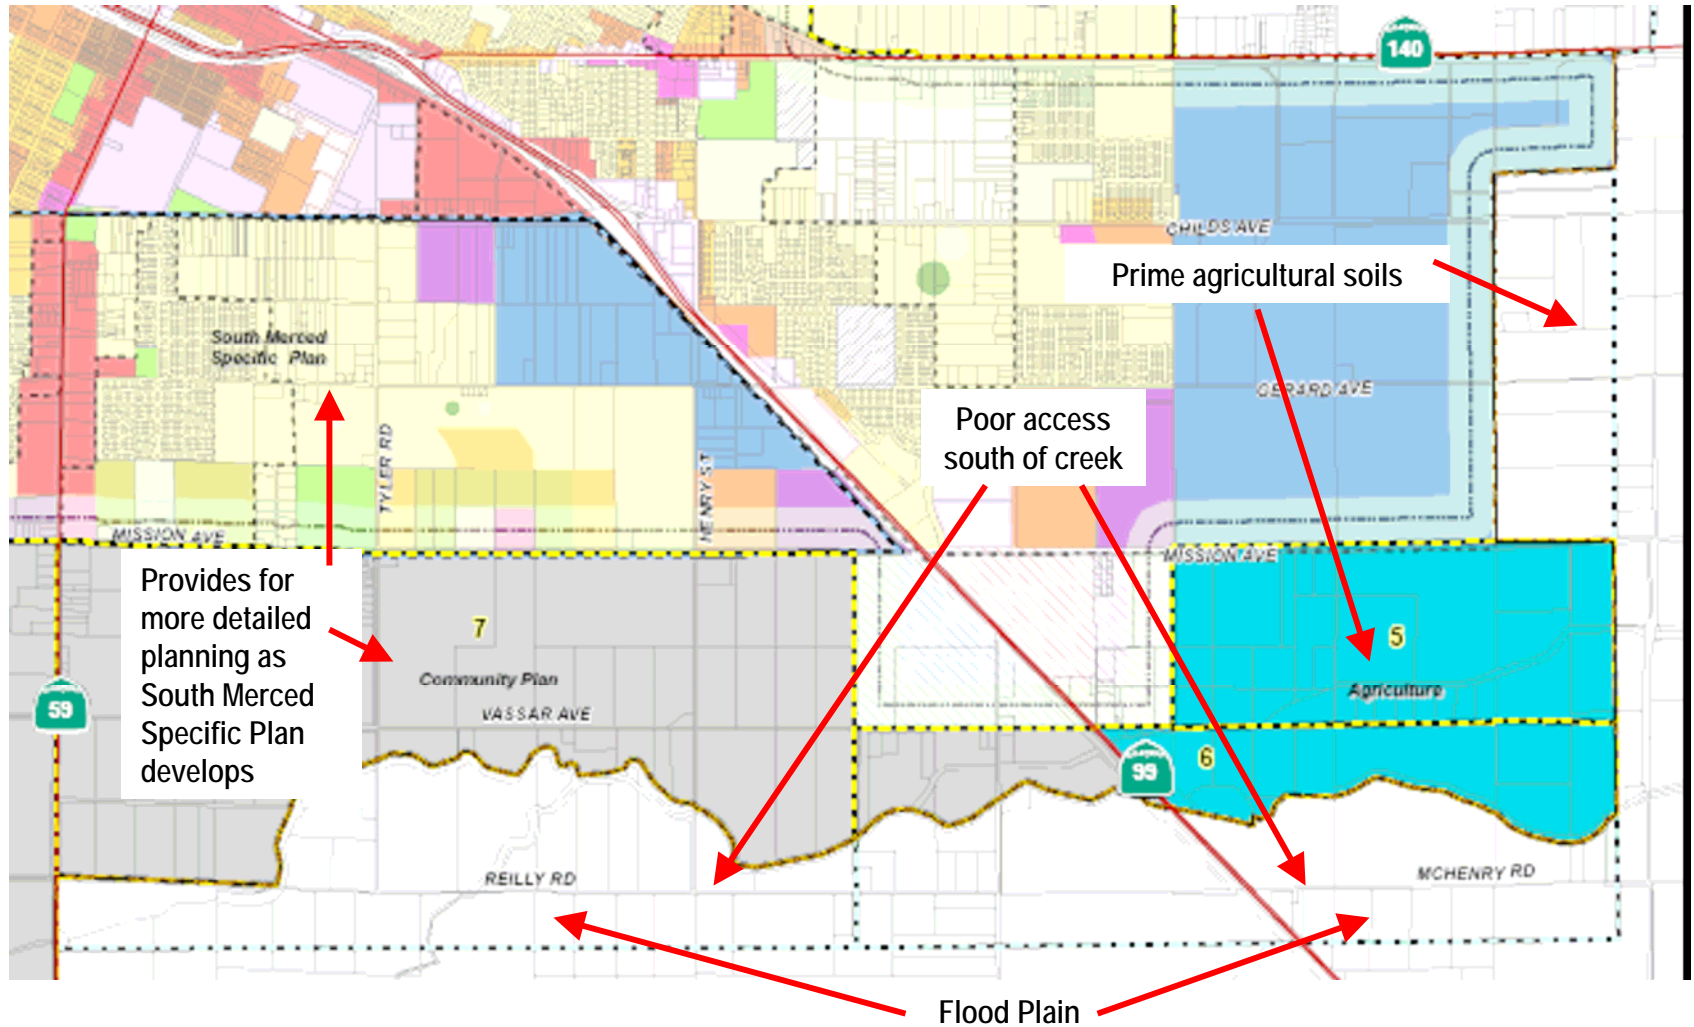 140
CHILDS AVE
Prime agricultural soils
South Merced
Specific Plan
GERARD AVE
Poor access
south of creek
TYLER RD
HENRY ST
MISSION AVE
MISSION AVE
Provides for
more detailed
planning as
South Merced
Specific Plan
develops
7
5
Community Plan
Agriculture
59
VASSAR AVE
6
99
REILLY RD
MCHENRY RD
Flood Plain